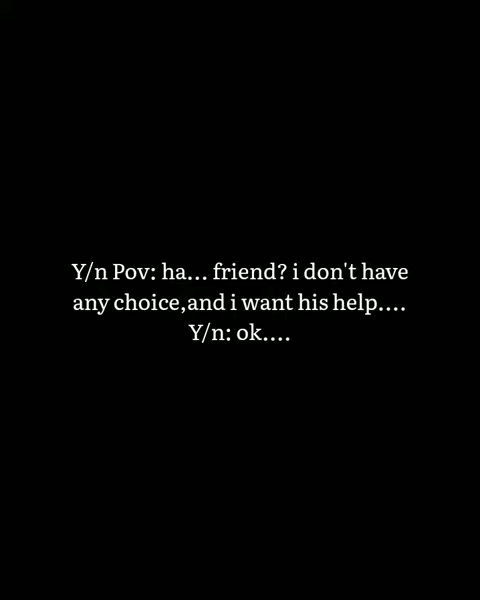 Y/n Pov: ha... friend? i don't have
any choice,and i want his help....
Y/n: ok....